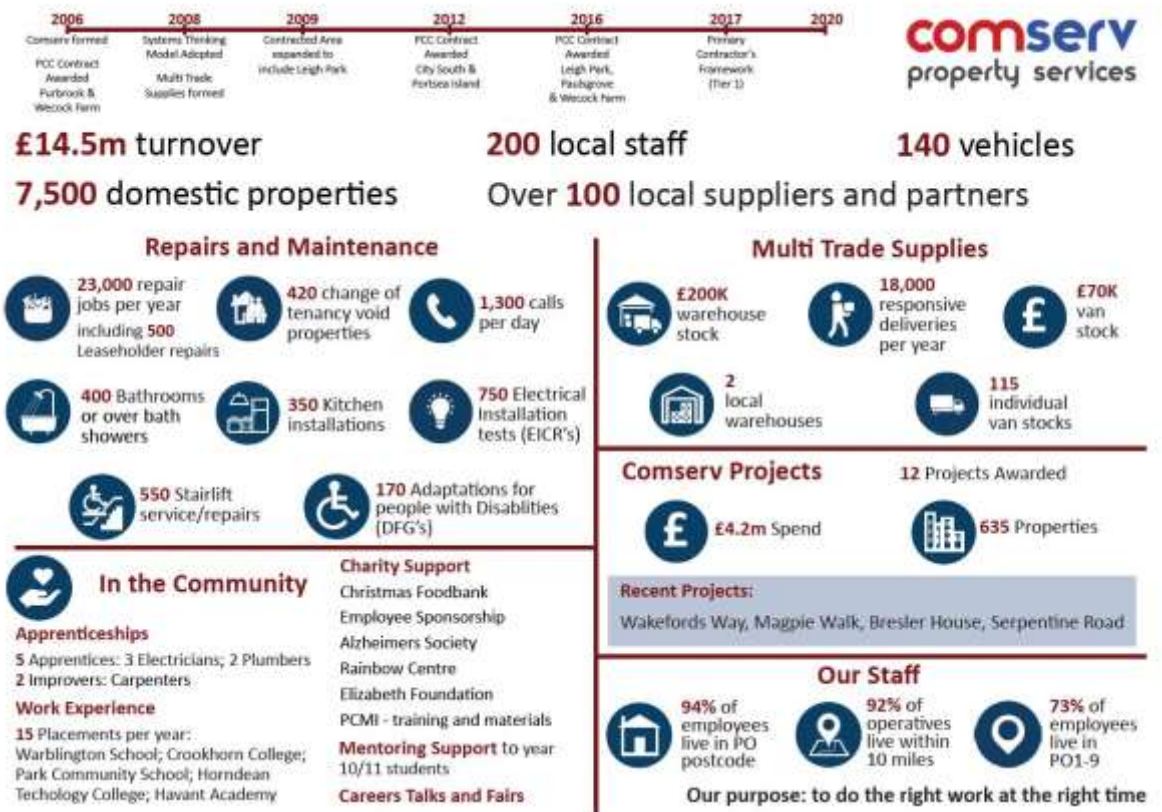 2006
2008
2009
2012
2016
2017
2020
Comserv formed
PCC Contract
Awarded
Purbrook &
Wecock Farm
Systems Thinking
Model Adopted
Multi Trade
Supplies formed
Contracted Area
expanded to
include Leigh Park
PCC Contract
Awarded
City South &
Portsea Island
PCC Contract
Awarded
Leigh Park,
Paulsgrove
& Wecock Farm
Primary
Contractor's
Framework
(Tier 1)
comserv
property services
£14.5m turnover
200 local staff
140 vehicles
7,500 domestic properties
Over 100 local suppliers and partners
Repairs and Maintenance
23,000 repair
jobs per year
including 500
Leaseholder repairs
420 change of
tenancy void
properties
1,300 calls
per day
400 Bathrooms
or over bath
showers
350 Kitchen
installations
750 Electrical
Installation
tests (EICR's)
550 Stairlift
service/repairs
170 Adaptations for
people with Disablities
(DFG's)
Multi Trade Supplies
£200K
warehouse
stock
18,000
responsive
deliveries
per year
£70K
van
stock
2
local
warehouses
115
individual
van stocks
Comserv Projects
12 Projects Awarded
£4.2m Spend
635 Properties
Recent Projects:
Wakefords Way, Magpie Walk, Bresler House, Serpentine Road
In the Community
Apprenticeships
5 Apprentices: 3 Electricians; 2 Plumbers
2 Improvers: Carpenters
Work Experience
15 Placements per year:
Warblington School; Crookhorn College;
Park Community School; Horndean
Techology College; Havant Academy
Charity Support
Christmas Foodbank
Employee Sponsorship
Alzheimers Society
Rainbow Centre
Elizabeth Foundation
PCMI - training and materials
Mentoring Support to year
10/11 students
Careers Talks and Fairs
Our Staff
94% of
employees
live in PO
postcode
92% of
operatives
live within
10 miles
73% of
employees
live in
PO1-9
Our purpose: to do the right work at the right time